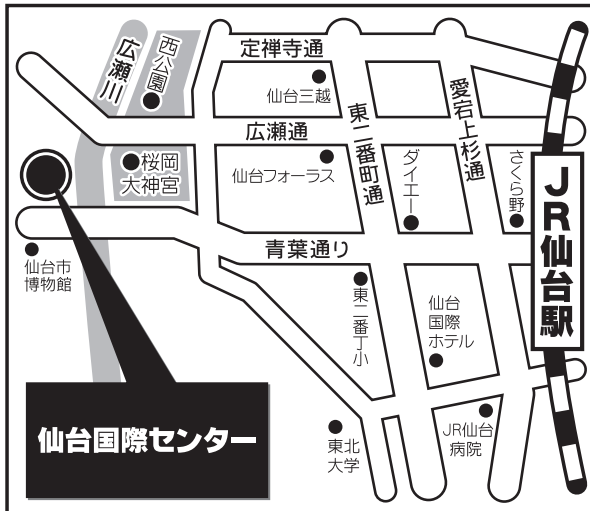 定禅寺通
西公園
広瀬川
仙台三越
愛宕上杉通
東二番町通
広瀬通
桜岡
大神宮
仙台フォーラス
ダイエー
さくら野
JR仙台駅
青葉通り
仙台市
博物館
東二番丁小
仙台
国際
ホテル
仙台国際センター
東北
大学
JR仙台
病院